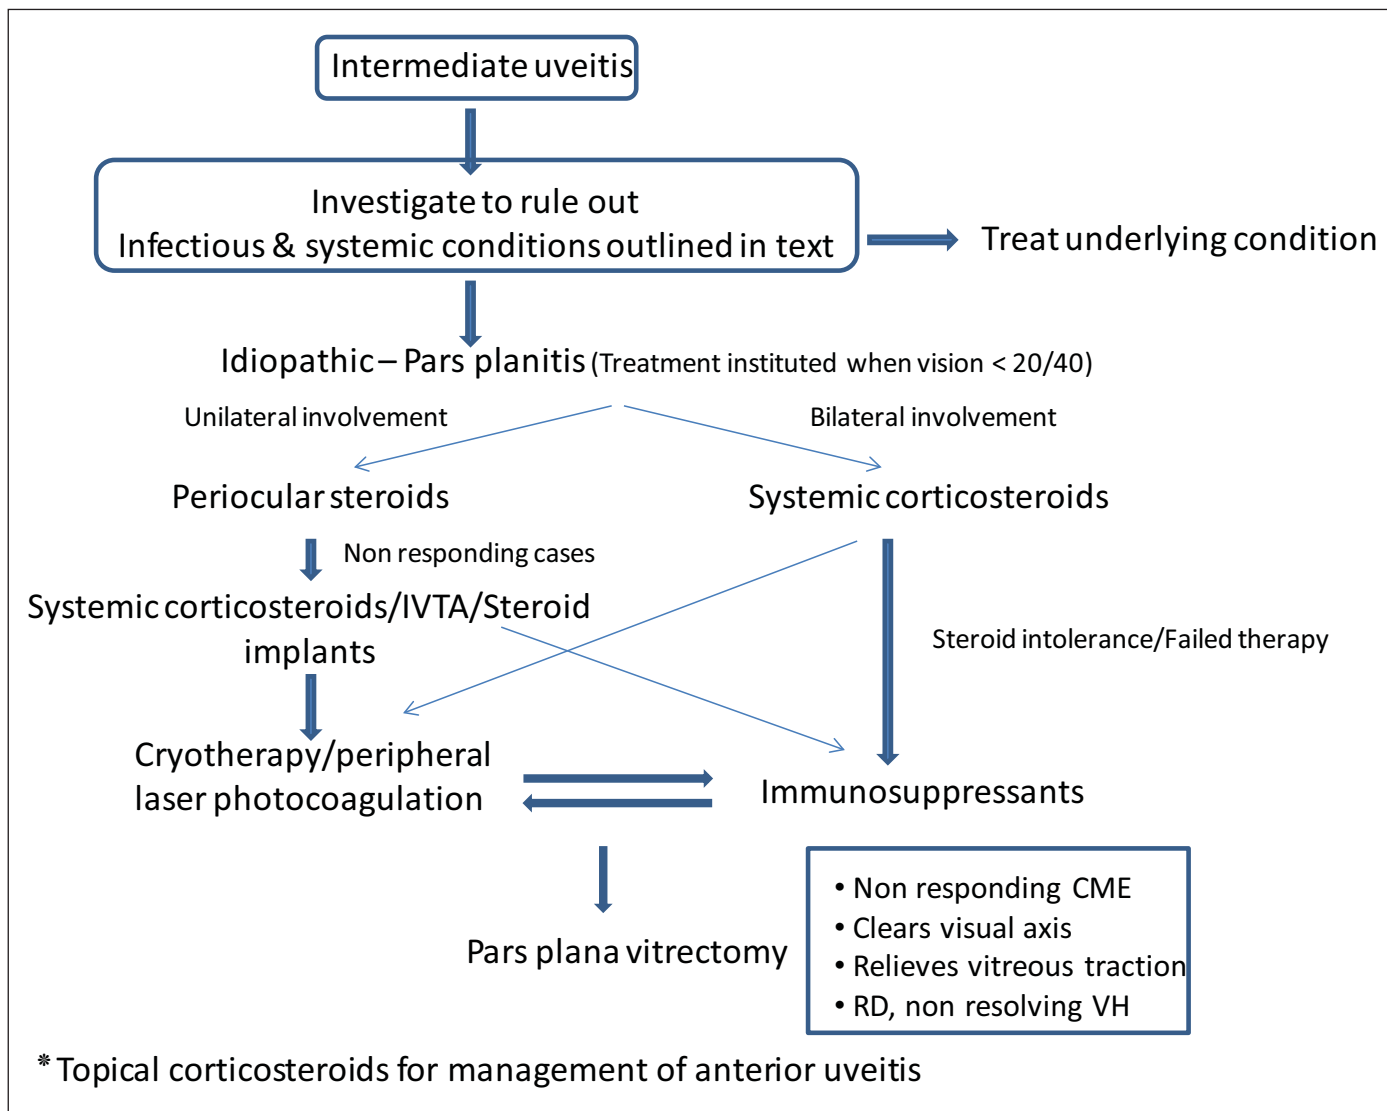 Intermediate uveitis
Investigate to rule out
Infectious & systemic conditions outlined in text
Treat underlying condition
Idiopathic – Pars planitis (Treatment instituted when vision < 20/40)
Unilateral involvement
Bilateral involvement
Periocular steroids
Systemic corticosteroids
Non responding cases
Systemic corticosteroids/IVTA/Steroid
implants
Steroid intolerance/Failed therapy
Cryotherapy/peripheral
laser photocoagulation
Immunosuppressants
Pars plana vitrectomy
• Non responding CME
• Clears visual axis
• Relieves vitreous traction
• RD, non resolving VH
* Topical corticosteroids for management of anterior uveitis